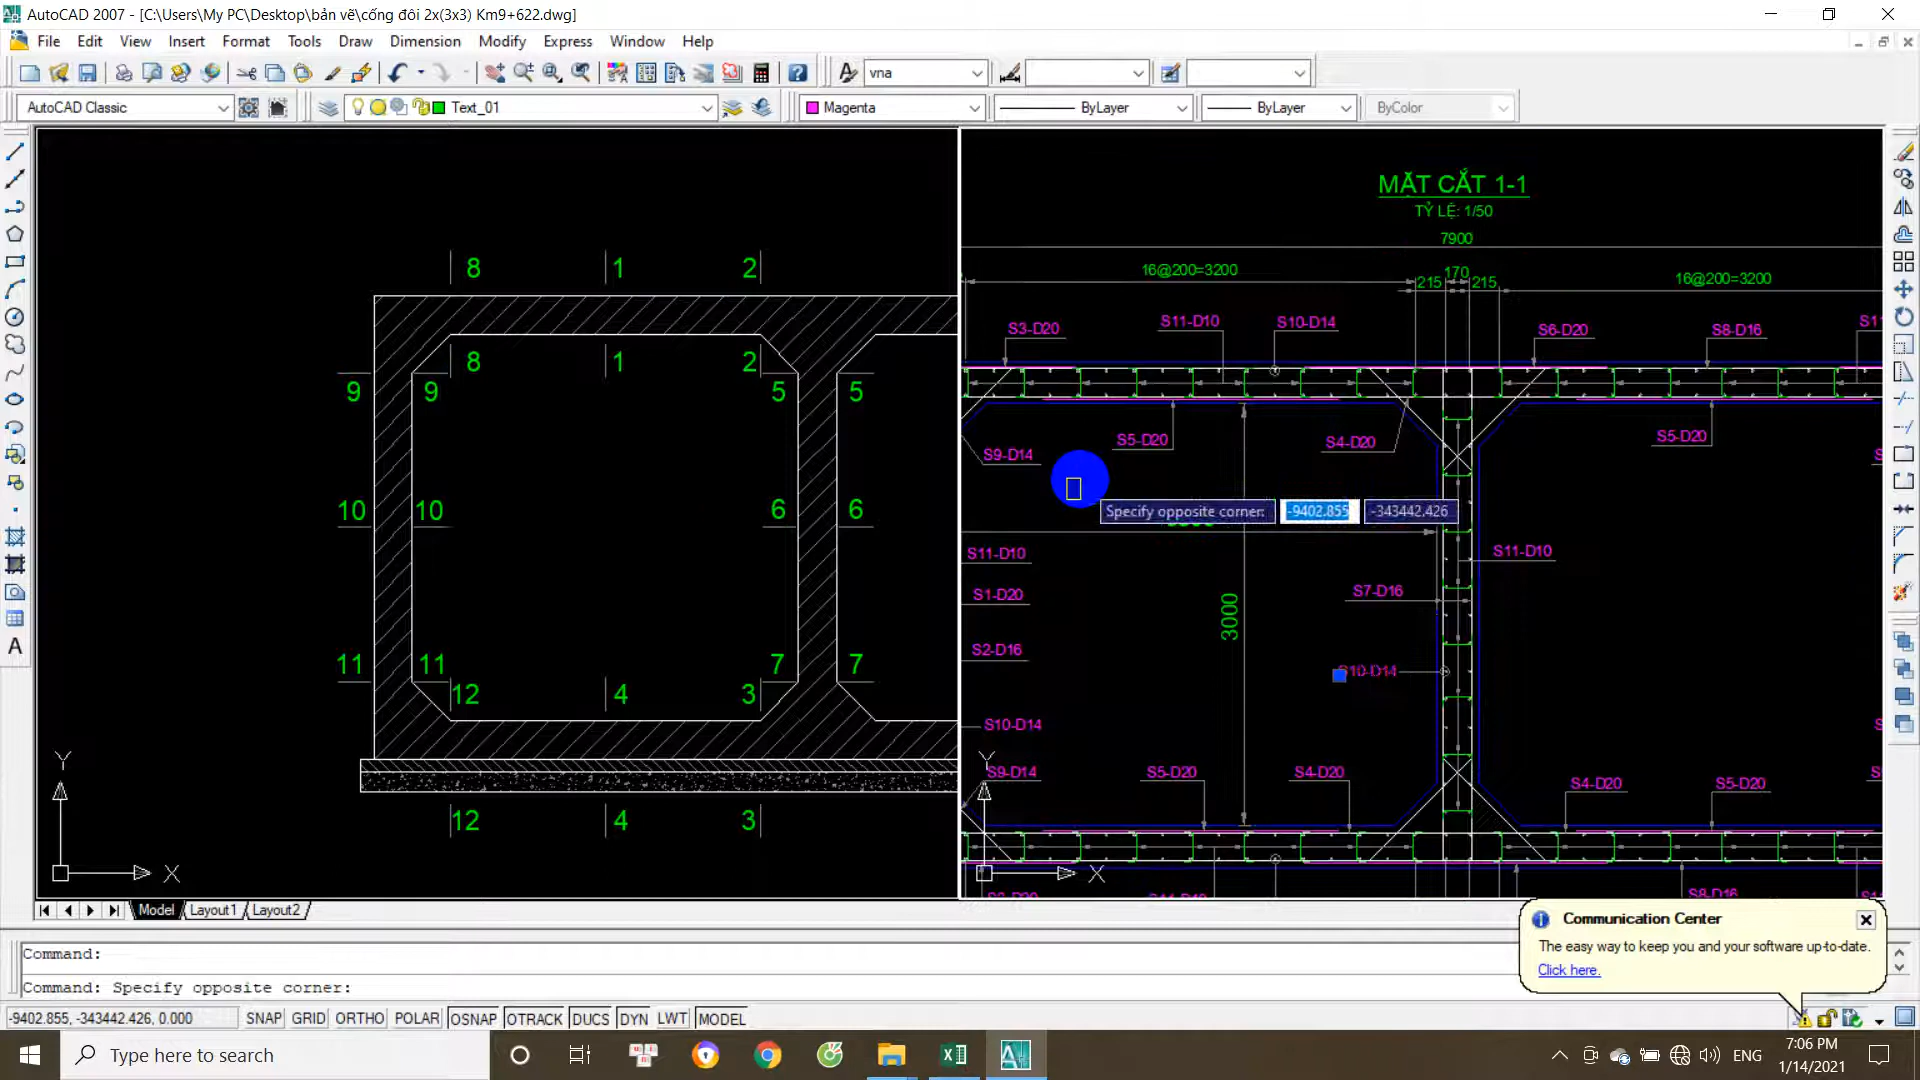 AutoCAD 2007 - [C:\Users\My PC\Desktop\bản vẽ\cống đôi 2x(3x3) Km9+622.dwg]
File Edit View Insert Format Tools Draw Dimension Modify Express Window Help
vna
AutoCAD Classic Text_01 Magenta ByLayer ByLayer ByColor
8 1 2
8 1 2
9 9 5 5
10 10 6 6
11 11 7 7
12 4 3
12 4 3
Y
X
MẶT CẮT 1-1
TỶ LỆ: 1/50
7900
16@200=3200 215 170 215 16@200=3200
S3-D20 S11-D10 S10-D14 S6-D20 S8-D16 S11
S9-D14 S5-D20 S4-D20 S5-D20
Specify opposite corner: -9402.855 -343442.426
S11-D10 S11-D10
S1-D20 3000 S7-D16
S2-D16
S10-D14
S10-D14
S9-D14 S5-D20 S4-D20 S4-D20 S5-D20
S8-D16
Y
X
Model Layout1 Layout2
Command:
Command: Specify opposite corner:
Communication Center
The easy way to keep you and your software up-to-date.
Click here.
-9402.855, -343442.426, 0.000 SNAP GRID ORTHO POLAR OSNAP OTRACK DUCS DYN LWT MODEL
Type here to search
ENG
7:06 PM
1/14/2021